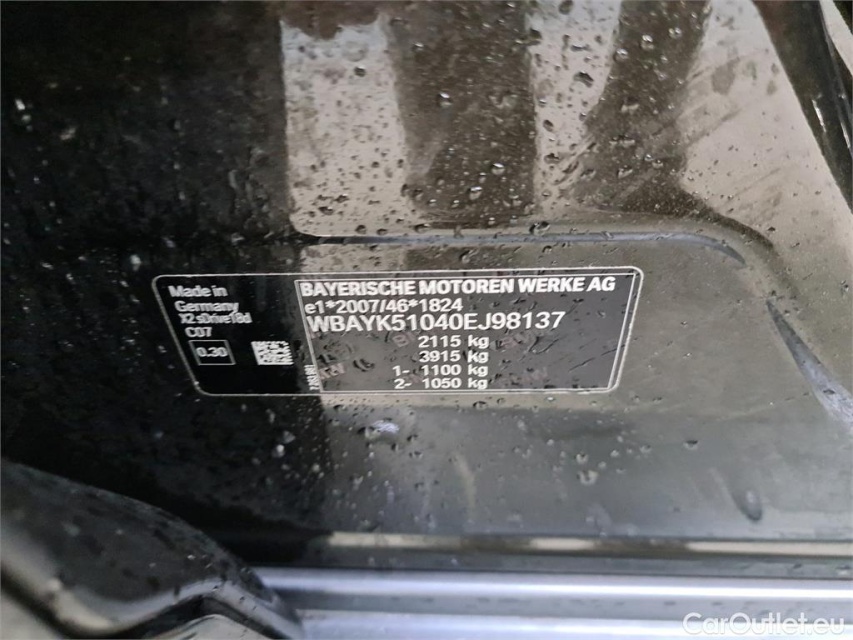 Made in
Germany
X2 sDrive18d
C07
0.30
BAYERISCHE MOTOREN WERKE AG
e1*2007/46*1824
WBAYK51040EJ98137
2115 kg
3915 kg
1- 1100 kg
2- 1050 kg
CarOutlet.eu